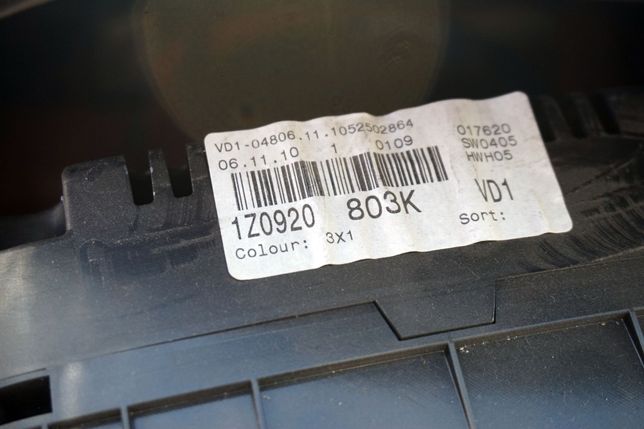 VD1-04806.11.1052502864
06.11.10 1 0109
017620
SW0405
HWH05
1Z0920 803K
VD1
Colour: 3X1
Sort: